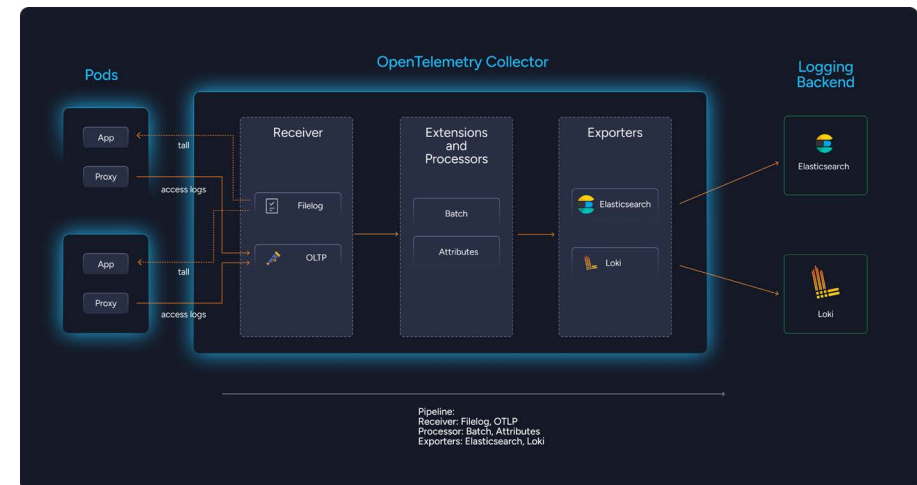 OpenTelemetry Collector
Pods
Logging
Backend
App
Proxy
tall
access logs
App
Proxy
tall
access logs
Receiver
Filelog
OLTP
Extensions
and
Processors
Batch
Attributes
Exporters
Elasticsearch
Loki
Elasticsearch
Loki
Pipeline:
Receiver: Filelog, OTLP
Processor: Batch, Attributes
Exporters: Elasticsearch, Loki